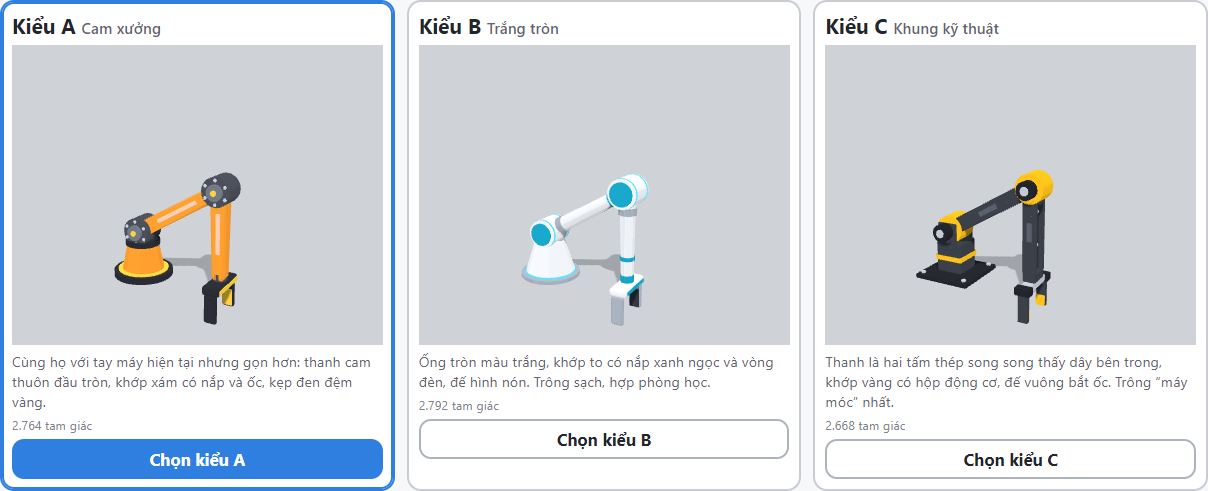 Kiểu A Cam xưởng
Cùng họ với tay máy hiện tại nhưng gọn hơn: thanh cam
thuôn đầu tròn, khớp xám có nắp và ốc, kẹp đen đệm
vàng.
2.764 tam giác
Chọn kiểu A
Kiểu B Trắng tròn
Ống tròn màu trắng, khớp to có nắp xanh ngọc và vòng
đèn, đế hình nón. Trông sạch, hợp phòng học.
2.792 tam giác
Chọn kiểu B
Kiểu C Khung kỹ thuật
Thanh là hai tấm thép song song thấy dây bên trong,
khớp vàng có hộp động cơ, đế vuông bắt ốc. Trông “máy
móc” nhất.
2.668 tam giác
Chọn kiểu C